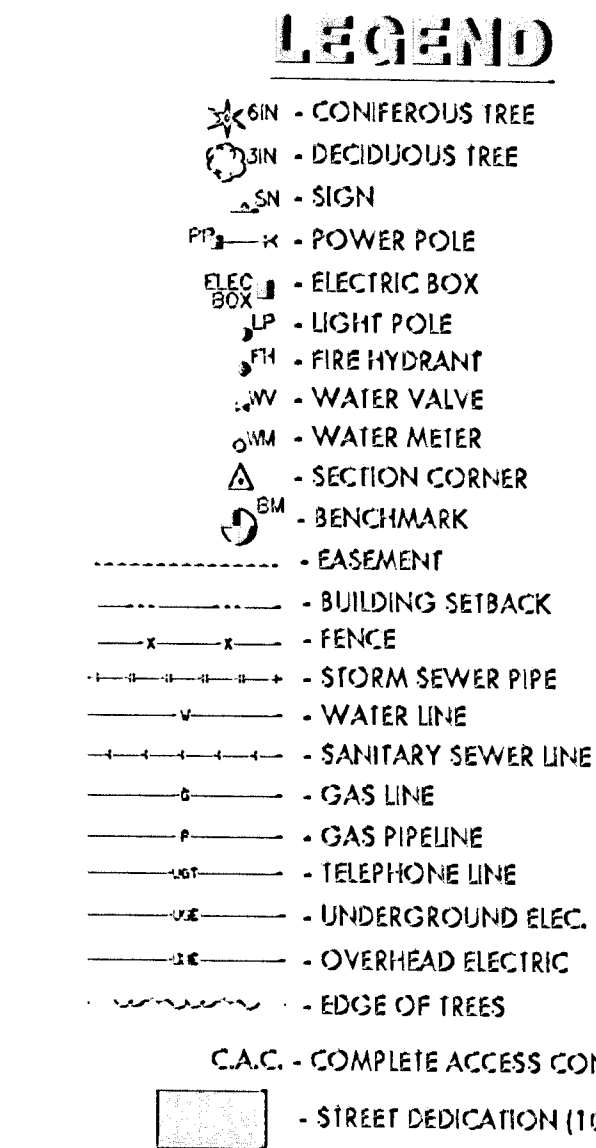 LEGEND
6IN - CONIFEROUS TREE
3IN - DECIDUOUS TREE
SN - SIGN
PP - POWER POLE
ELEC BOX - ELECTRIC BOX
LP - LIGHT POLE
FH - FIRE HYDRANT
WV - WATER VALVE
WM - WATER METER
- SECTION CORNER
BM - BENCHMARK
- EASEMENT
- BUILDING SETBACK
X X - FENCE
- STORM SEWER PIPE
W - WATER LINE
- SANITARY SEWER LINE
G - GAS LINE
P - GAS PIPELINE
UGT - TELEPHONE LINE
UGE - UNDERGROUND ELEC.
- OVERHEAD ELECTRIC
- EDGE OF TREES
C.A.C. - COMPLETE ACCESS CON
- STREET DEDICATION (10